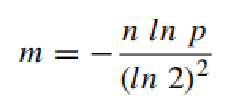 m = − n ln p / (ln 2)²